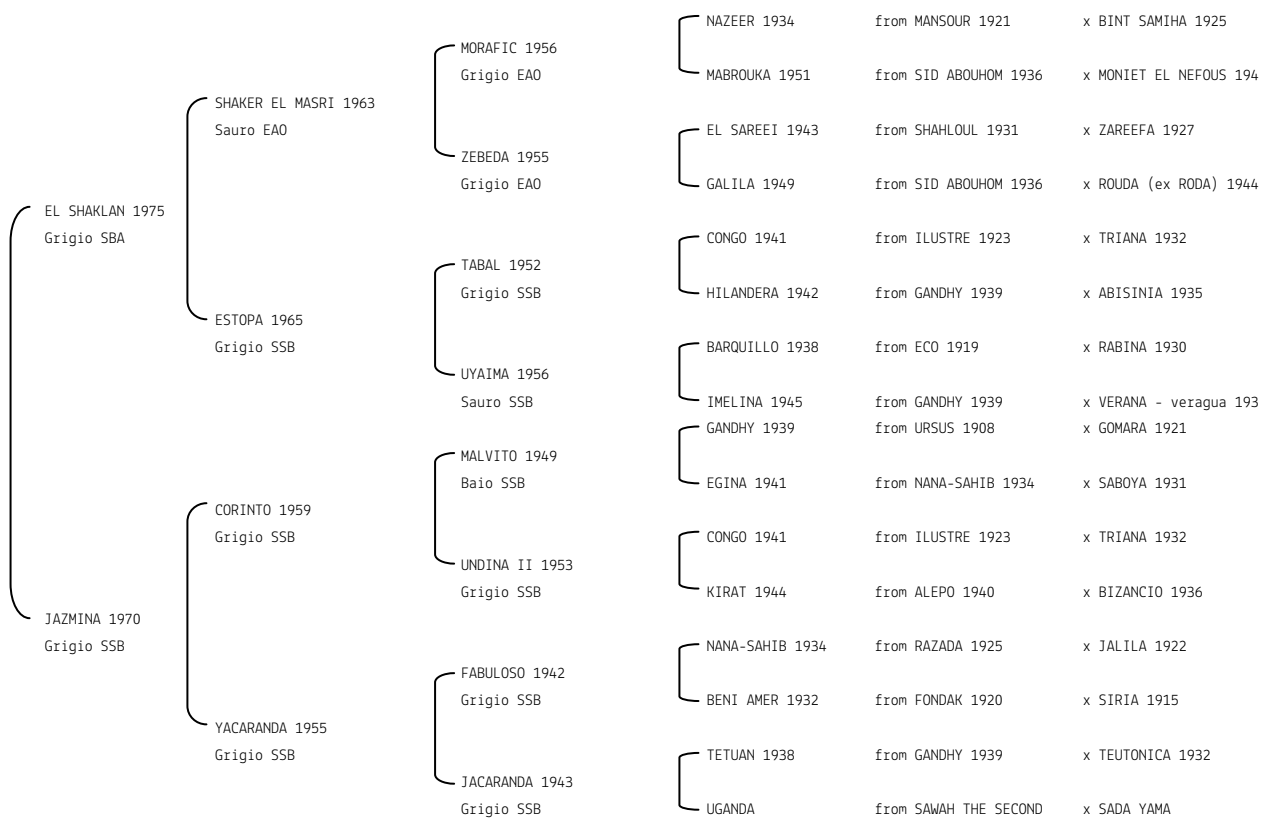 NAZEER 1934 from MANSOUR 1921 x BINT SAMIHA 1925
MORAFIC 1956
Grigio EAO
MABROUKA 1951 from SID ABOUHOM 1936 x MONIET EL NEFOUS 194
SHAKER EL MASRI 1963
Sauro EAO
EL SAREEI 1943 from SHAHLOUL 1931 x ZAREEFA 1927
ZEBEDA 1955
Grigio EAO
GALILA 1949 from SID ABOUHOM 1936 x ROUDA (ex RODA) 1944
EL SHAKLAN 1975
Grigio SBA
CONGO 1941 from ILUSTRE 1923 x TRIANA 1932
TABAL 1952
Grigio SSB
HILANDERA 1942 from GANDHY 1939 x ABISINIA 1935
ESTOPA 1965
Grigio SSB
BARQUILLO 1938 from ECO 1919 x RABINA 1930
UYAIMA 1956
Sauro SSB
IMELINA 1945 from GANDHY 1939 x VERANA - veragua 193
GANDHY 1939 from URSUS 1908 x GOMARA 1921
MALVITO 1949
Baio SSB
EGINA 1941 from NANA-SAHIB 1934 x SABOYA 1931
CORINTO 1959
Grigio SSB
CONGO 1941 from ILUSTRE 1923 x TRIANA 1932
UNDINA II 1953
Grigio SSB
KIRAT 1944 from ALEPO 1940 x BIZANCIO 1936
JAZMINA 1970
Grigio SSB
NANA-SAHIB 1934 from RAZADA 1925 x JALILA 1922
FABULOSO 1942
Grigio SSB
BENI AMER 1932 from FONDAK 1920 x SIRIA 1915
YACARANDA 1955
Grigio SSB
TETUAN 1938 from GANDHY 1939 x TEUTONICA 1932
JACARANDA 1943
Grigio SSB
UGANDA from SAWAH THE SECOND x SADA YAMA